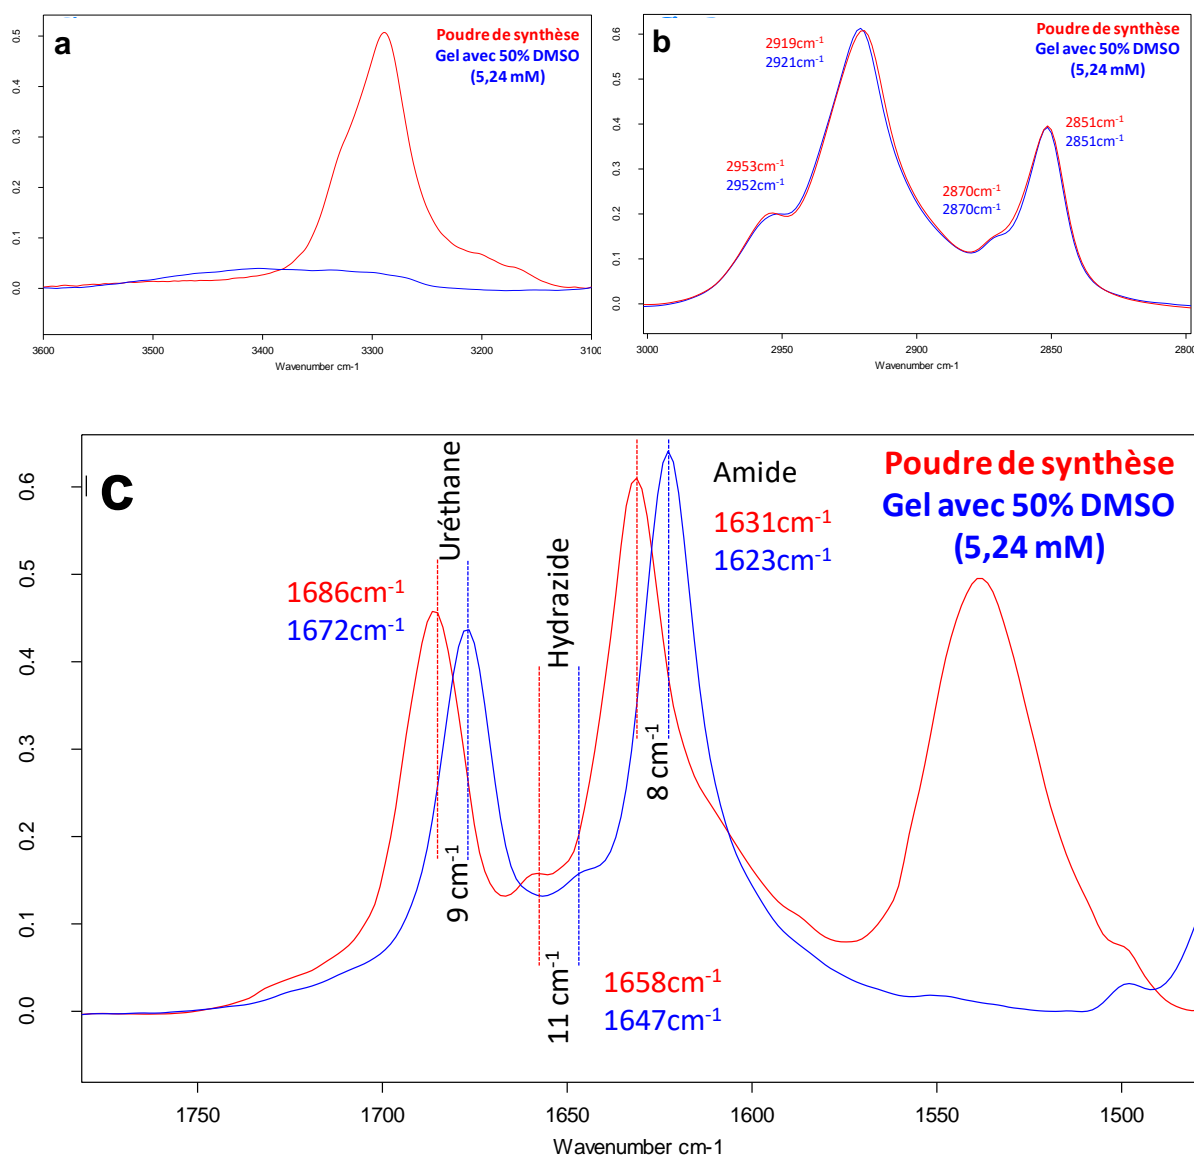 a
Poudre de synthèse
Gel avec 50% DMSO
(5,24 mM)
0.5
0.4
0.3
0.2
0.1
0.0
3600
3500
3400
3300
3200
3100
Wavenumber cm-1
b
Poudre de synthèse
Gel avec 50% DMSO
(5,24 mM)
2919cm-1
2921cm-1
2851cm-1
2851cm-1
2953cm-1
2952cm-1
2870cm-1
2870cm-1
0.6
0.5
0.4
0.3
0.2
0.1
0.0
3000
2950
2900
2850
2800
Wavenumber cm-1
c
Uréthane
Hydrazide
Amide
1631cm-1
1623cm-1
Poudre de synthèse
Gel avec 50% DMSO
(5,24 mM)
1686cm-1
1672cm-1
8 cm-1
9 cm-1
11 cm-1
1658cm-1
1647cm-1
0.6
0.5
0.4
0.3
0.2
0.1
0.0
1750
1700
1650
1600
1550
1500
Wavenumber cm-1